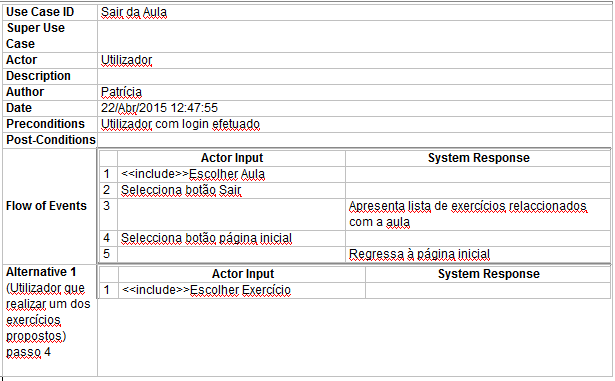 Use Case ID Sair da Aula
Super Use
Case
Actor Utilizador
Description
Author Patrícia
Date 22/Abr/2015 12:47:55
Preconditions Utilizador com login efetuado
Post-Conditions
Flow of Events
Actor Input System Response
1 <<include>>Escolher Aula
2 Selecciona botão Sair
3 Apresenta lista de exercícios relaccionados
com a aula
4 Selecciona botão página inicial
5 Regressa à página inicial
Alternative 1
(Utilizador que
realizar um dos
exercícios
propostos)
passo 4
Actor Input System Response
1 <<include>>Escolher Exercício